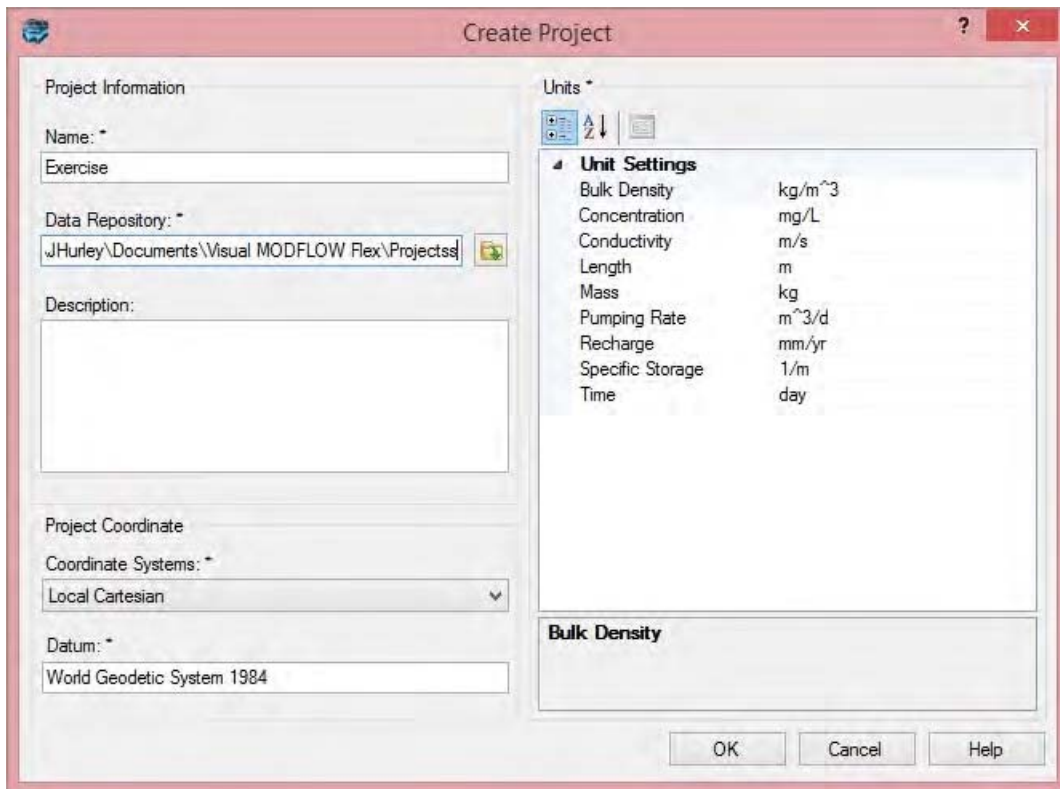 Create Project
?
Project Information
Name: *
Exercise
Data Repository: *
JHurley\Documents\Visual MODFLOW Flex\Projectss
Description:
Project Coordinate
Coordinate Systems: *
Local Cartesian
Datum: *
World Geodetic System 1984
Units *
A
Z
Unit Settings
Bulk Density kg/m^3
Concentration mg/L
Conductivity m/s
Length m
Mass kg
Pumping Rate m^3/d
Recharge mm/yr
Specific Storage 1/m
Time day
Bulk Density
OK
Cancel
Help